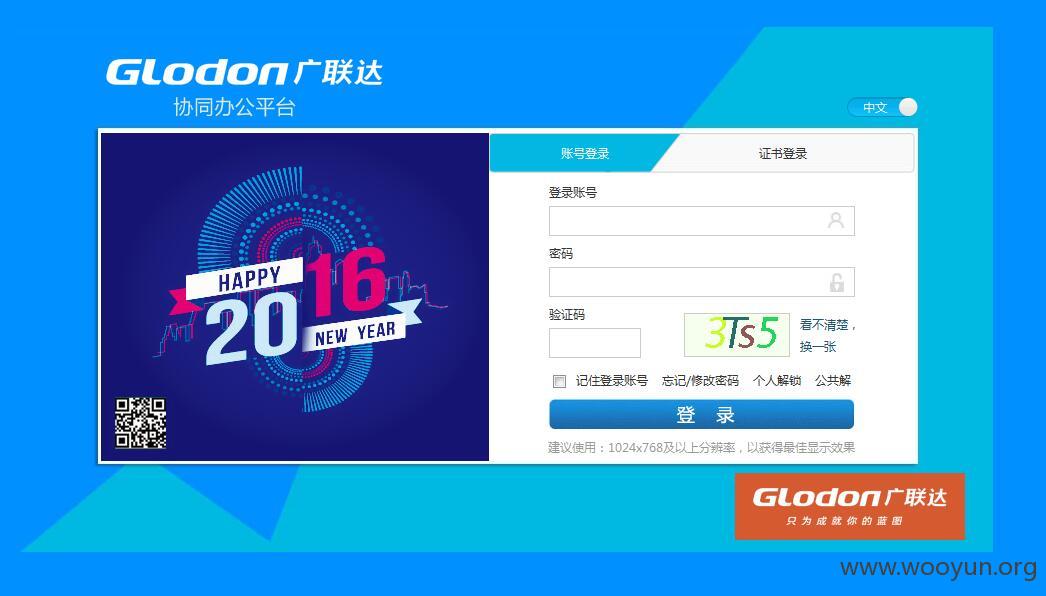 GLodon广联达
协同办公平台
中文
HAPPY
2016
NEW YEAR
账号登录
证书登录
登录账号
密码
验证码
3Ts5
看不清楚，
换一张
记住登录账号 忘记/修改密码 个人解锁 公共解
登 录
建议使用：1024x768及以上分辨率，以获得最佳显示效果
GLodon广联达
只为成就你的蓝图
www.wooyun.org